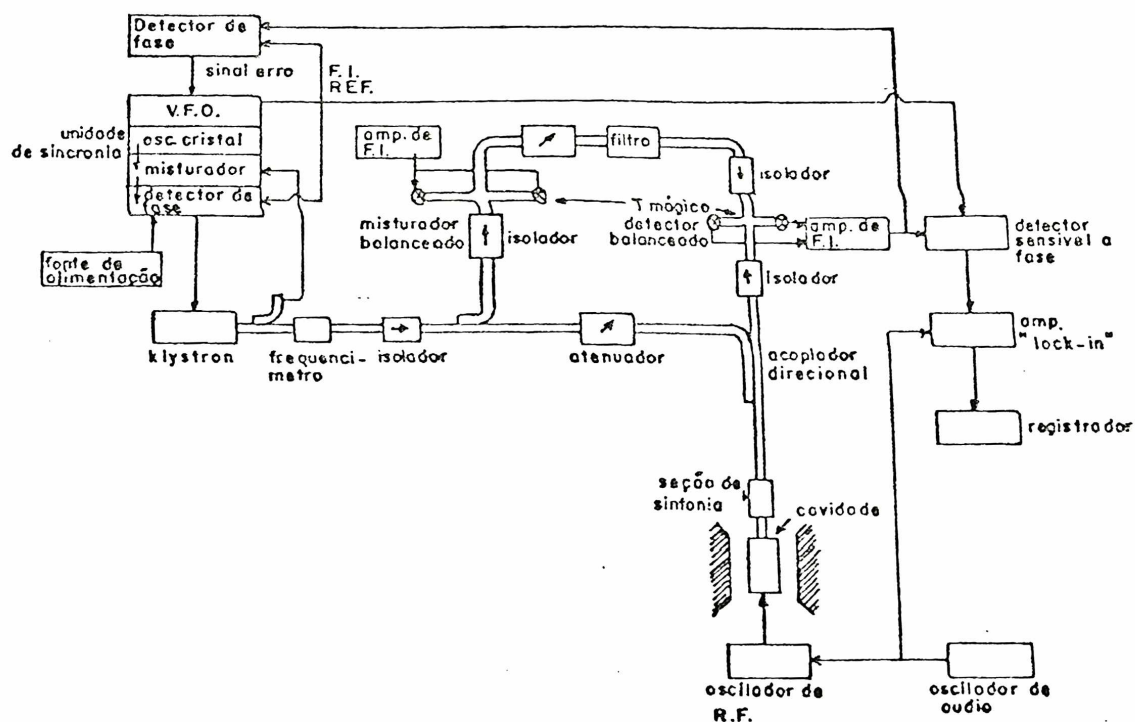 Detector de
fase
sinal erro
F.I.
REF.
V.F.O.
unidade
de sincronia
osc. cristal
misturador
detector de
fase
fonte de
alimentação
klystron
frequencí-
metro
isolador
amp. de
F.I.
misturador
balanceado
isolador
filtro
isolador
T mágico
detector
balanceado
amp. de
F.I.
Isolador
detector
sensivel a
fase
atenuador
acoplador
direcional
amp.
"lock-in"
registrador
seção de
sintonia
cavidade
oscilador de
R.F.
oscilador de
audio